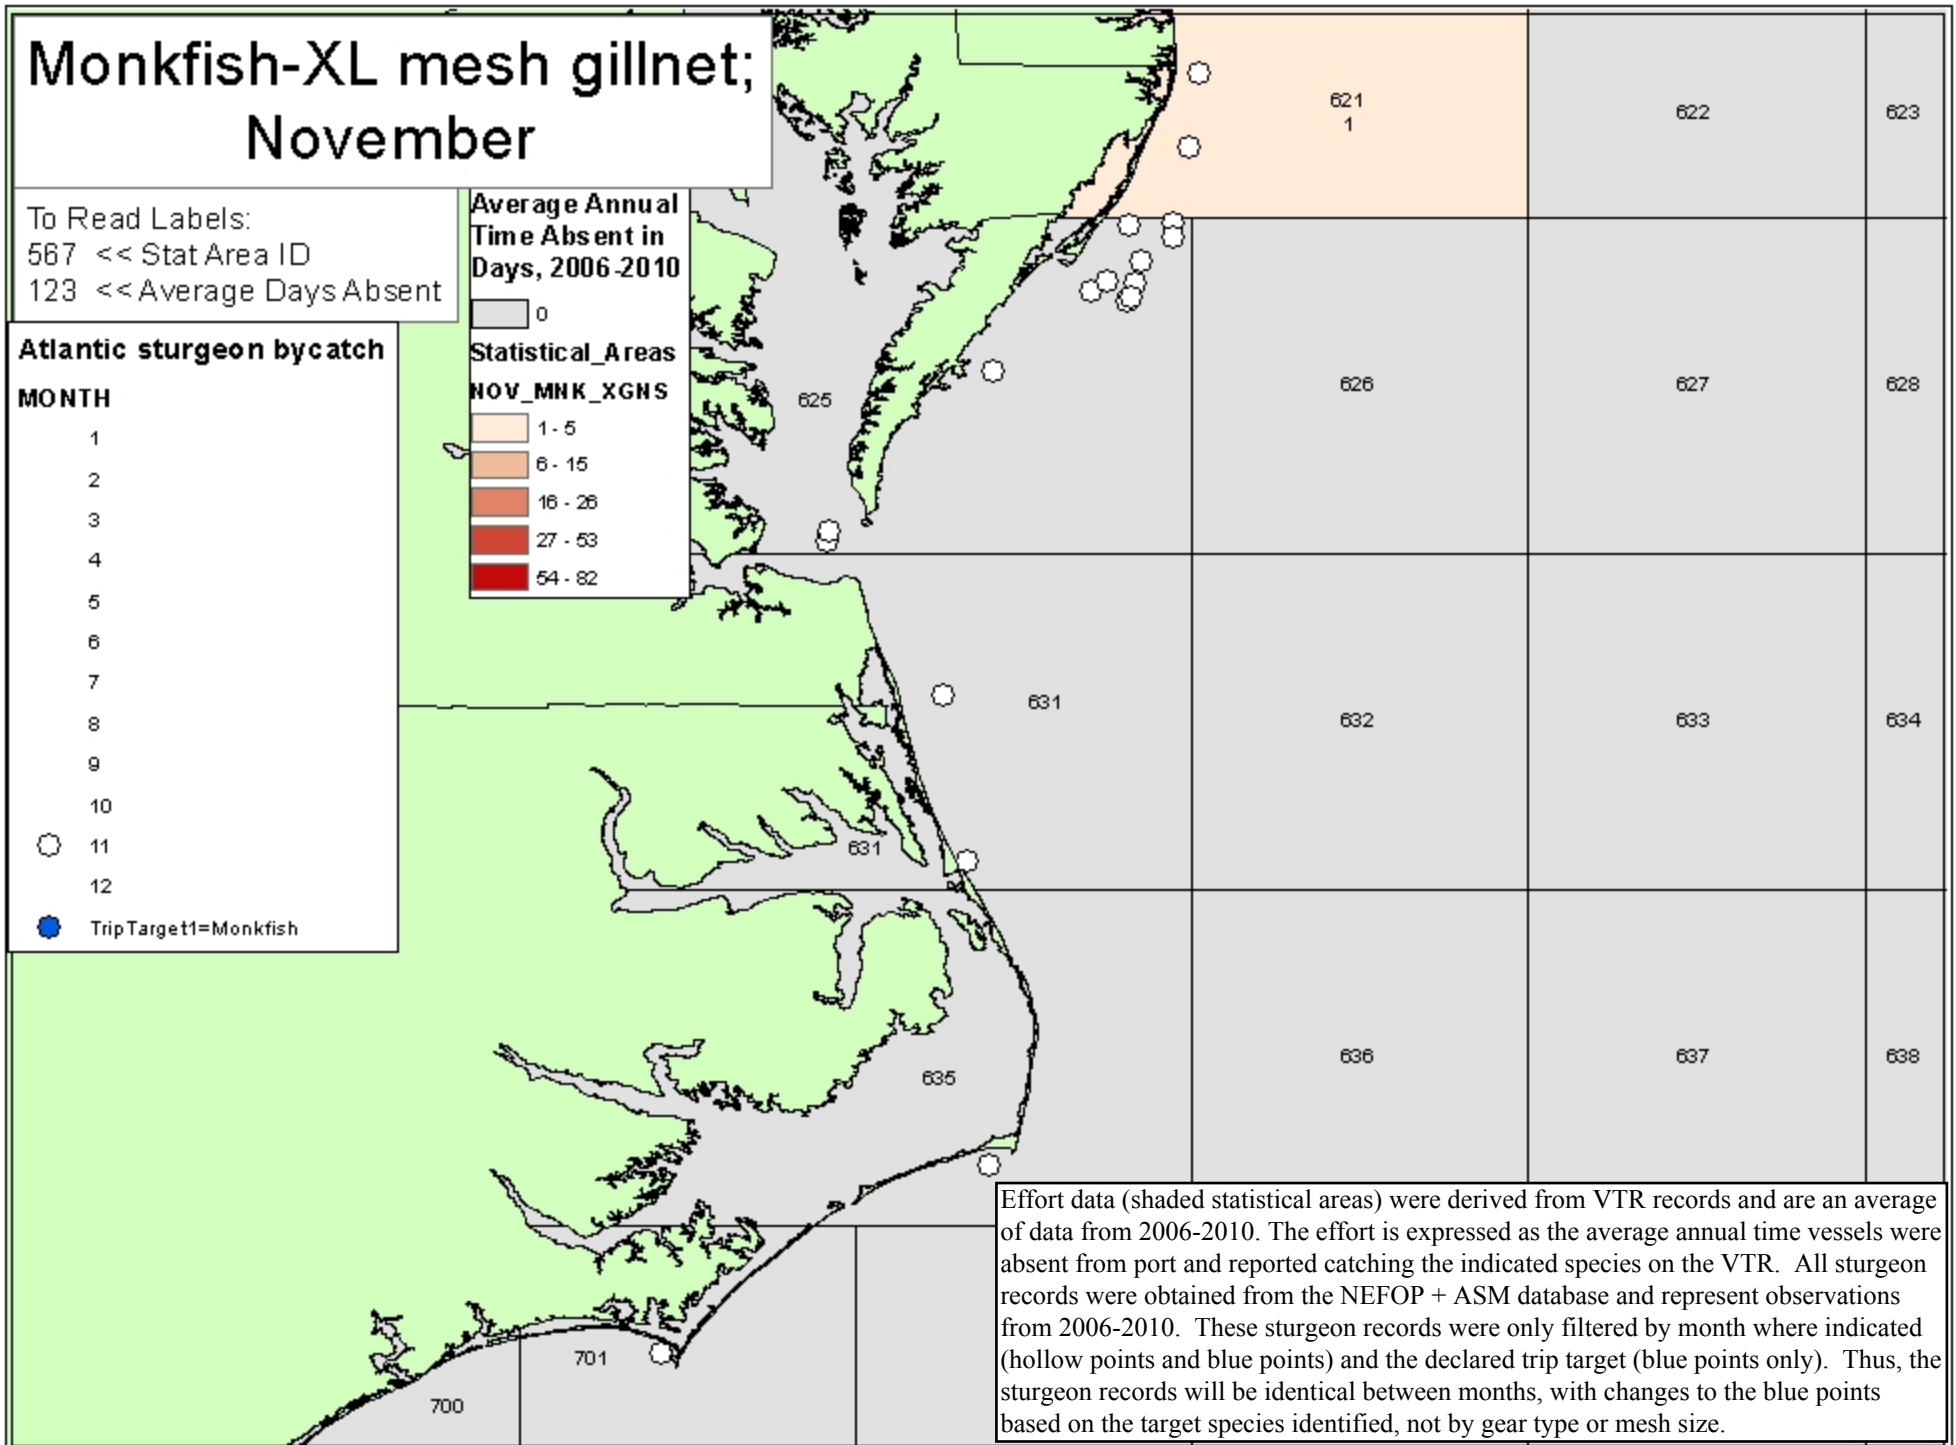 Monkfish-XL mesh gillnet;
November
To Read Labels:
567 << Stat Area ID
123 << Average Days Absent
Atlantic sturgeon bycatch
MONTH
1
2
3
4
5
6
7
8
9
10
11
12
TripTarget1=Monkfish
Average Annual
Time Absent in
Days, 2006-2010
0
Statistical_Areas
NOV_MNK_XGNS
1 - 5
6 - 15
16 - 26
27 - 53
54 - 82
621
1
622
623
625
626
627
628
631
632
633
634
631
635
636
637
638
701
700
Effort data (shaded statistical areas) were derived from VTR records and are an average
of data from 2006-2010. The effort is expressed as the average annual time vessels were
absent from port and reported catching the indicated species on the VTR. All sturgeon
records were obtained from the NEFOP + ASM database and represent observations
from 2006-2010. These sturgeon records were only filtered by month where indicated
(hollow points and blue points) and the declared trip target (blue points only). Thus, the
sturgeon records will be identical between months, with changes to the blue points
based on the target species identified, not by gear type or mesh size.